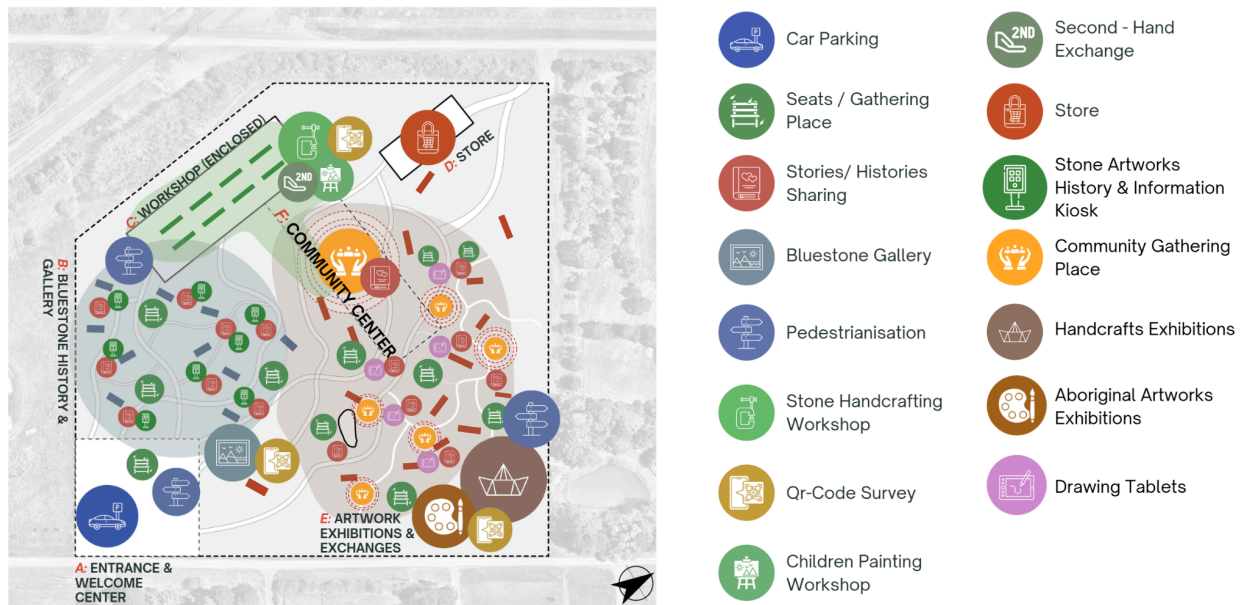 C: WORKSHOP (ENCLOSED)
2ND
D: STORE
F: COMMUNITY CENTER
B: BLUESTONE HISTORY &
GALLERY
P
E: ARTWORK
EXHIBITIONS &
EXCHANGES
A: ENTRANCE &
WELCOME
CENTER
P
Car Parking
Seats / Gathering
Place
Stories/ Histories
Sharing
Bluestone Gallery
Pedestrianisation
Stone Handcrafting
Workshop
Qr-Code Survey
Children Painting
Workshop
2ND
Second - Hand
Exchange
Store
Stone Artworks
History & Information
Kiosk
Community Gathering
Place
Handcrafts Exhibitions
Aboriginal Artworks
Exhibitions
Drawing Tablets